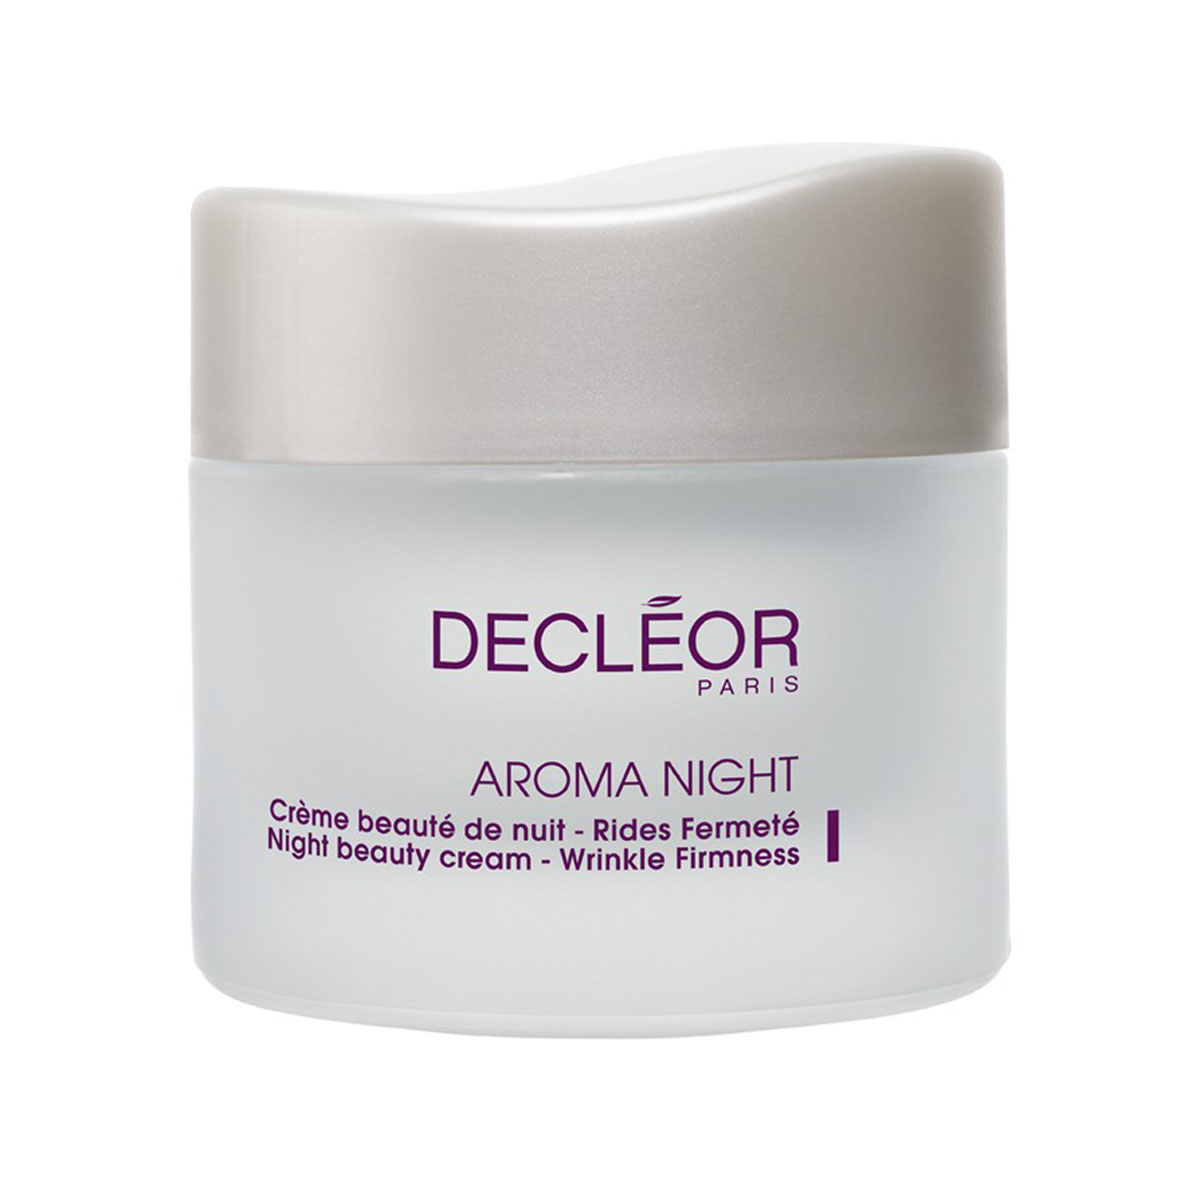 DECLÉOR
PARIS
AROMA NIGHT
Crème beauté de nuit - Rides Fermeté
Night beauty cream - Wrinkle Firmness